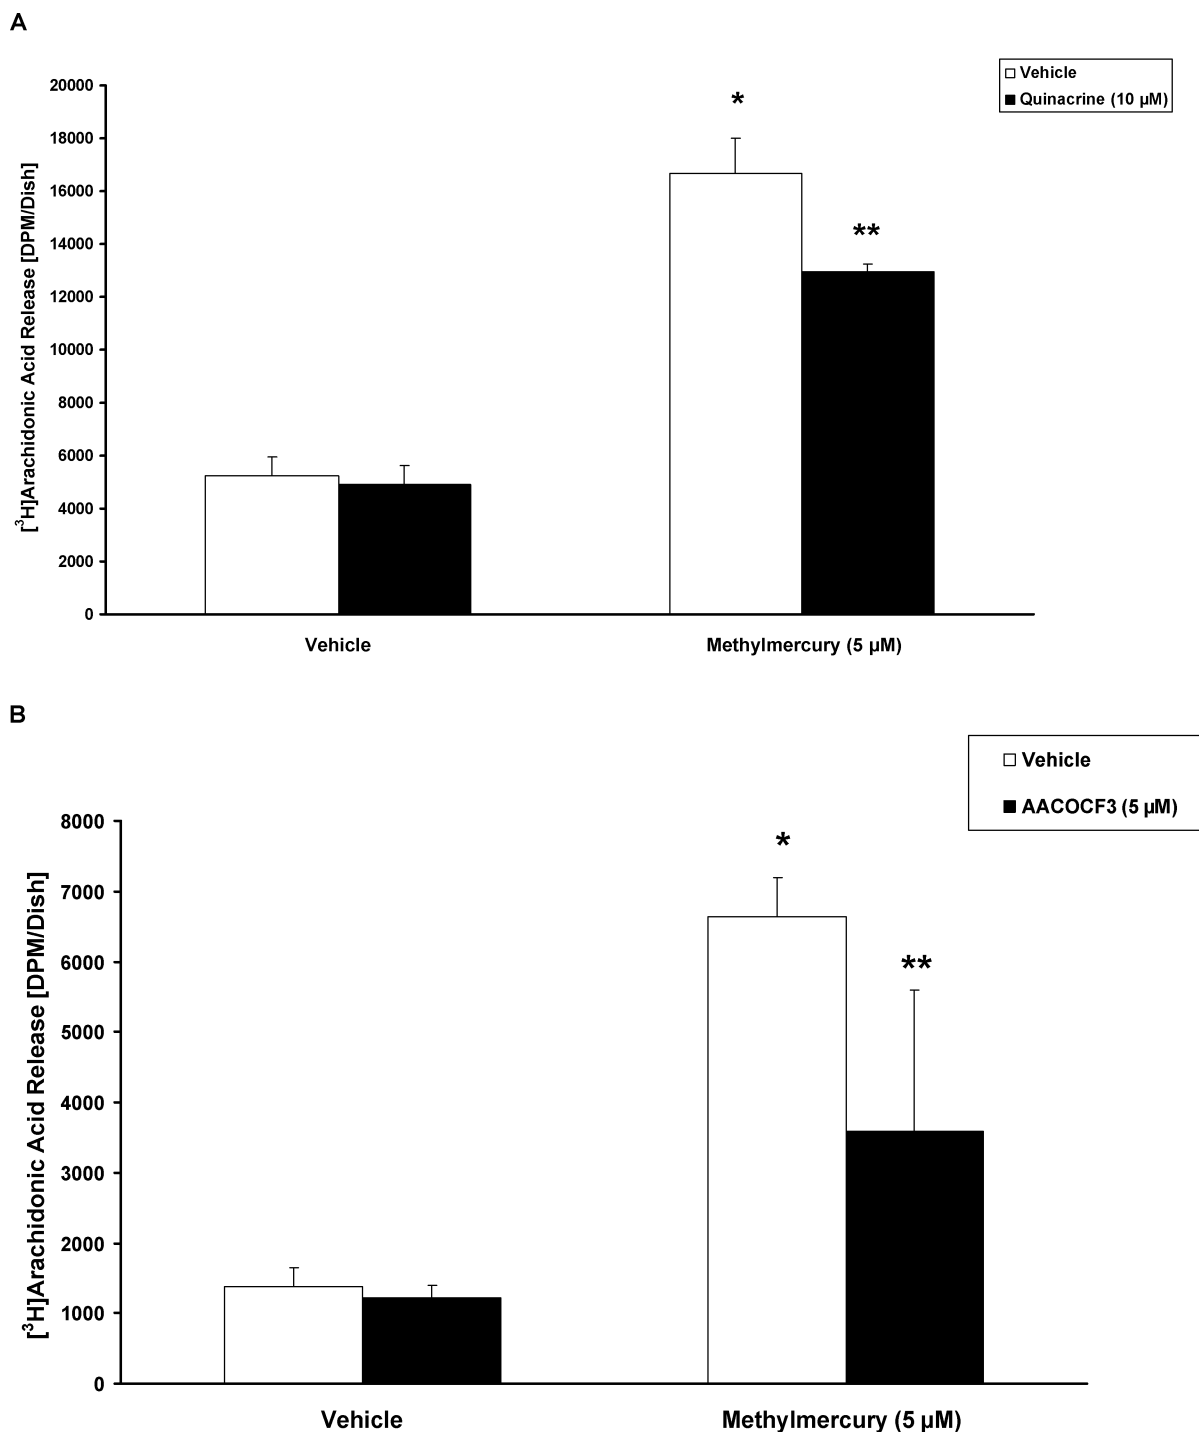 A
Vehicle
Quinacrine (10 µM)
[³H]Arachidonic Acid Release [DPM/Dish]
20000
18000
16000
14000
12000
10000
8000
6000
4000
2000
0
*
**
Vehicle
Methylmercury (5 µM)
B
Vehicle
AACOCF3 (5 µM)
[³H]Arachidonic Acid Release [DPM/Dish]
8000
7000
6000
5000
4000
3000
2000
1000
0
*
**
Vehicle
Methylmercury (5 µM)